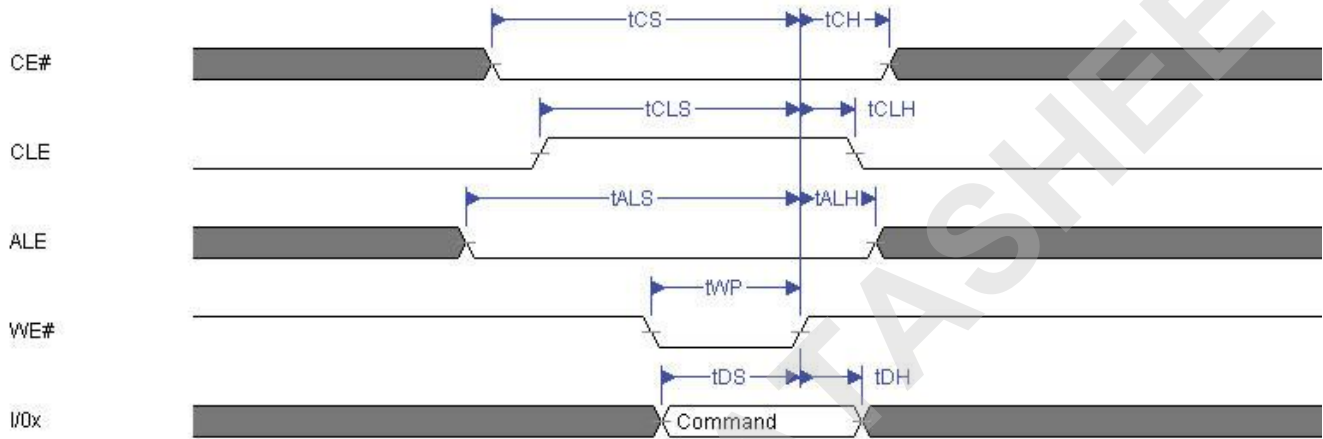 tCS tCH
CE#
tCLS tCLH
CLE
tALS tALH
ALE
tWP
WE#
tDS tDH
I/0x Command